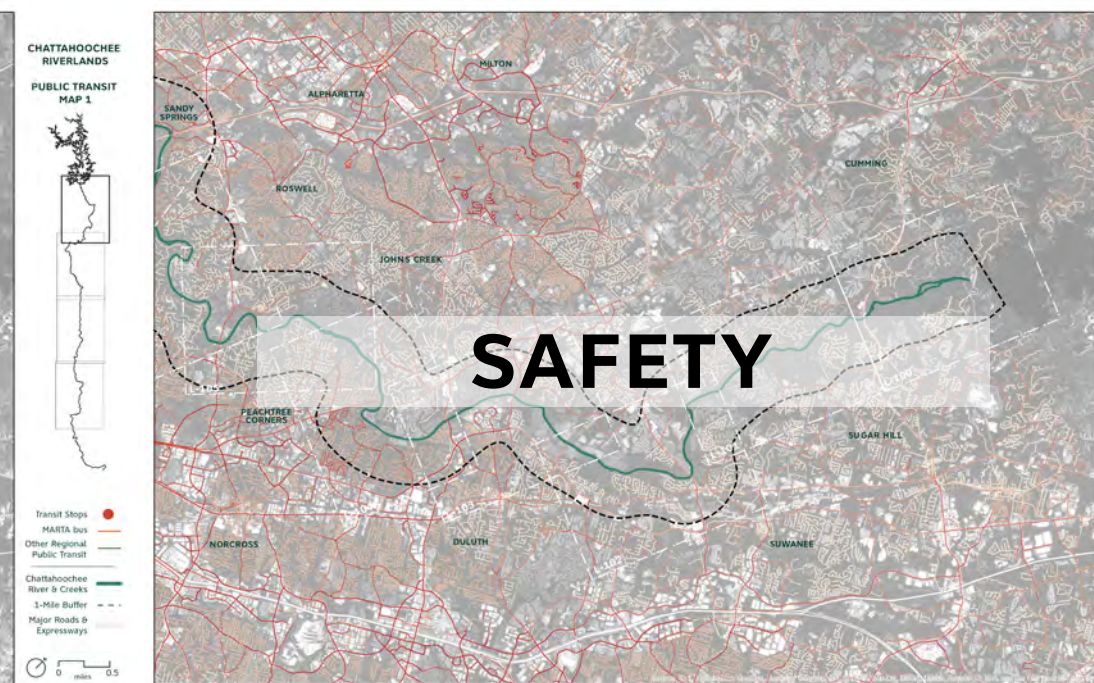 CHATTAHOOCHEE
RIVERLANDS
PUBLIC TRANSIT
MAP 1
Transit Stops
MARTA bus
Other Regional
Public Transit
Chattahoochee
River & Creeks
1-Mile Buffer
Major Roads &
Expressways
0
0.5
miles
MILTON
ALPHARETTA
SANDY
SPRINGS
CUMMING
ROSWELL
JOHNS CREEK
SAFETY
PEACHTREE
CORNERS
SUGAR HILL
NORCROSS
DULUTH
SUWANEE